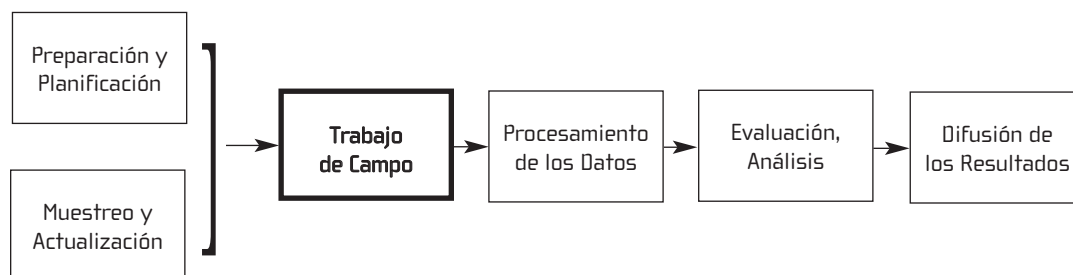 Preparación y
Planificación
Muestreo y
Actualización
Trabajo
de Campo
Procesamiento
de los Datos
Evaluación,
Análisis
Difusión de
los Resultados